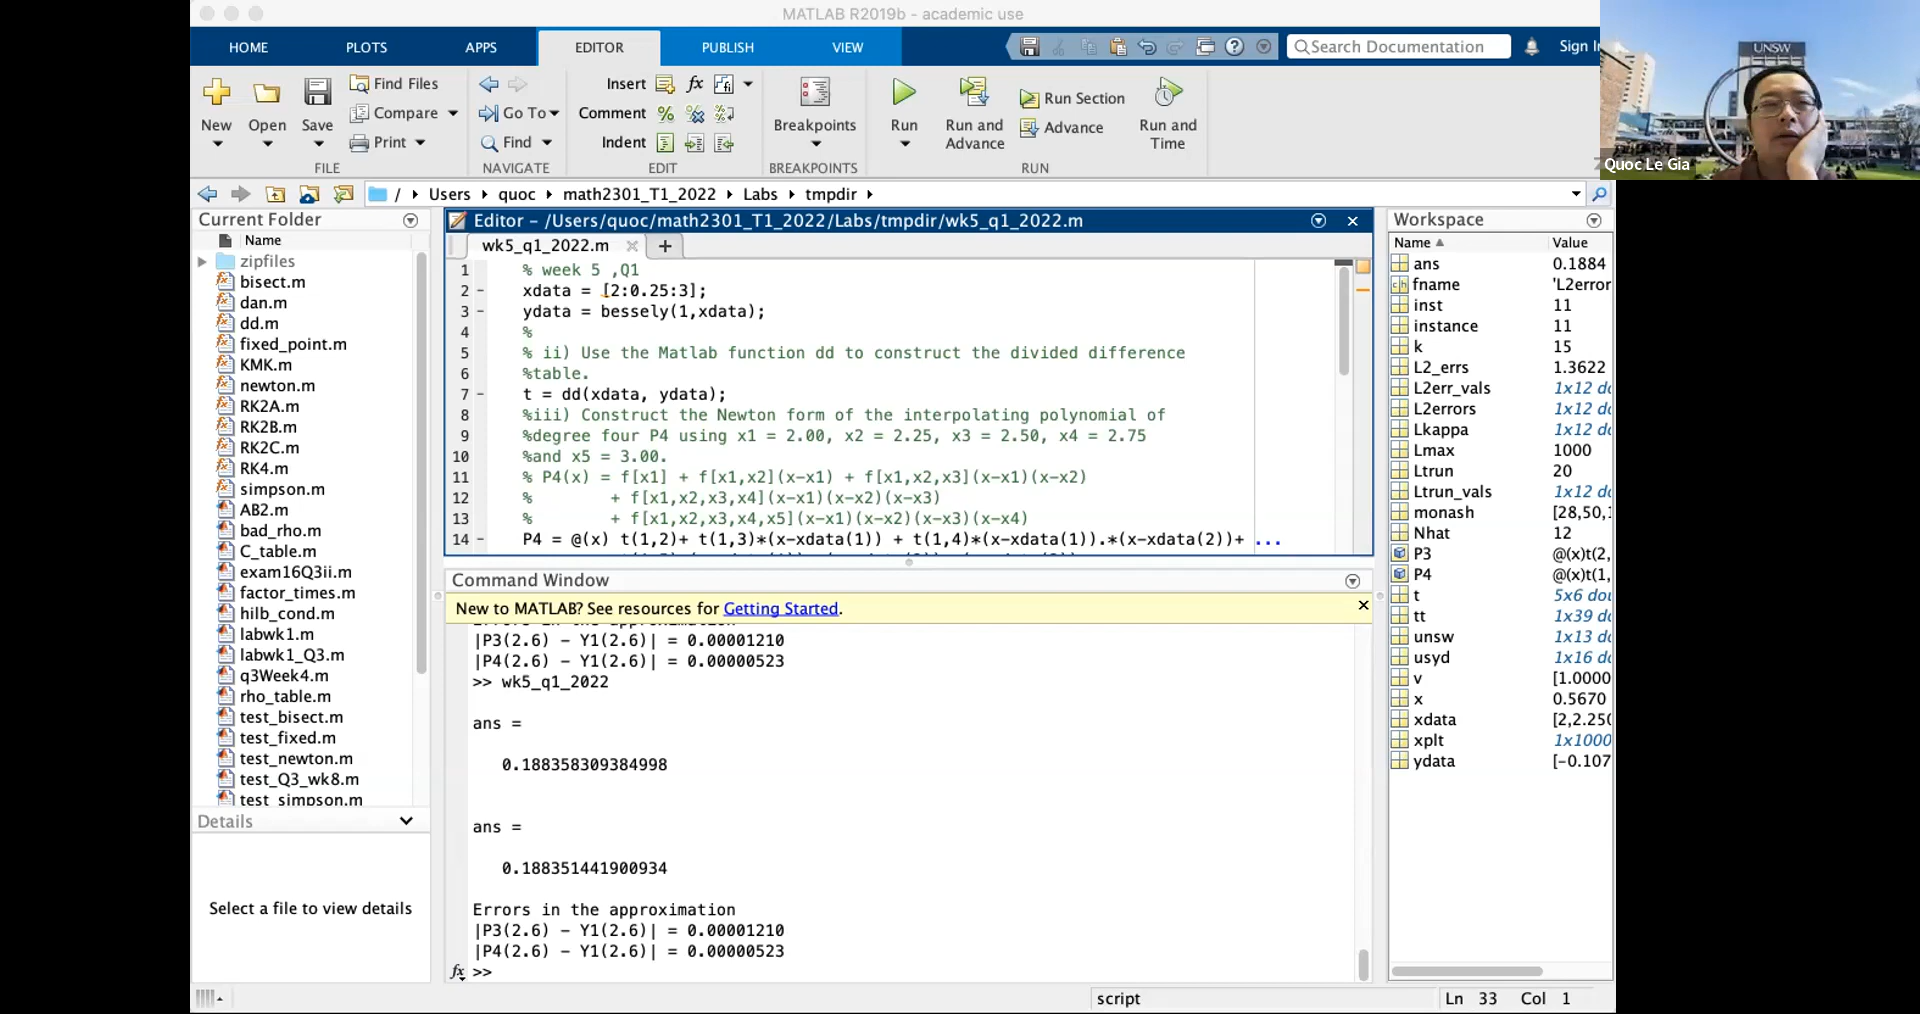 MATLAB R2019b - academic use
HOME PLOTS APPS EDITOR PUBLISH VIEW Search Documentation Sign
New Open Save Find Files Compare Print
FILE
Go To Find
NAVIGATE
Insert fx
Comment
Indent
EDIT
Breakpoints
BREAKPOINTS
Run Run and Advance Run Section Advance Run and Time
RUN
UNSW
Quoc Le Gia
/ Users quoc math2301_T1_2022 Labs tmpdir
Current Folder
Name
zipfiles
bisect.m
dan.m
dd.m
fixed_point.m
KMK.m
newton.m
RK2A.m
RK2B.m
RK2C.m
RK4.m
simpson.m
AB2.m
bad_rho.m
C_table.m
exam16Q3ii.m
factor_times.m
hilb_cond.m
labwk1.m
labwk1_Q3.m
q3Week4.m
rho_table.m
test_bisect.m
test_fixed.m
test_newton.m
test_Q3_wk8.m
test_simpson.m
Details
Select a file to view details
Editor - /Users/quoc/math2301_T1_2022/Labs/tmpdir/wk5_q1_2022.m
wk5_q1_2022.m
1 % week 5 ,Q1
2 - xdata = [2:0.25:3];
3 - ydata = bessely(1,xdata);
4 %
5 % ii) Use the Matlab function dd to construct the divided difference
6 %table.
7 - t = dd(xdata, ydata);
8 %iii) Construct the Newton form of the interpolating polynomial of
9 %degree four P4 using x1 = 2.00, x2 = 2.25, x3 = 2.50, x4 = 2.75
10 %and x5 = 3.00.
11 % P4(x) = f[x1] + f[x1,x2](x-x1) + f[x1,x2,x3](x-x1)(x-x2)
12 % + f[x1,x2,x3,x4](x-x1)(x-x2)(x-x3)
13 % + f[x1,x2,x3,x4,x5](x-x1)(x-x2)(x-x3)(x-x4)
14 - P4 = @(x) t(1,2)+ t(1,3)*(x-xdata(1)) + t(1,4)*(x-xdata(1)).*(x-xdata(2))+ ...
Command Window
New to MATLAB? See resources for Getting Started.
|P3(2.6) - Y1(2.6)| = 0.00001210
|P4(2.6) - Y1(2.6)| = 0.00000523
>> wk5_q1_2022
ans =
0.188358309384998
ans =
0.188351441900934
Errors in the approximation
|P3(2.6) - Y1(2.6)| = 0.00001210
|P4(2.6) - Y1(2.6)| = 0.00000523
fx >>
Workspace
Name Value
ans 0.1884
fname 'L2error
inst 11
instance 11
k 15
L2_errs 1.3622
L2err_vals 1x12 do
L2errors 1x12 do
Lkappa 1x12 do
Lmax 1000
Ltrun 20
Ltrun_vals 1x12 do
monash [28,50,
Nhat 12
P3 @(x)t(2,
P4 @(x)t(1,
t 5x6 dou
tt 1x39 do
unsw 1x13 do
usyd 1x16 do
v [1.0000
x 0.5670
xdata [2,2.250
xplt 1x1000
ydata [-0.107
script Ln 33 Col 1